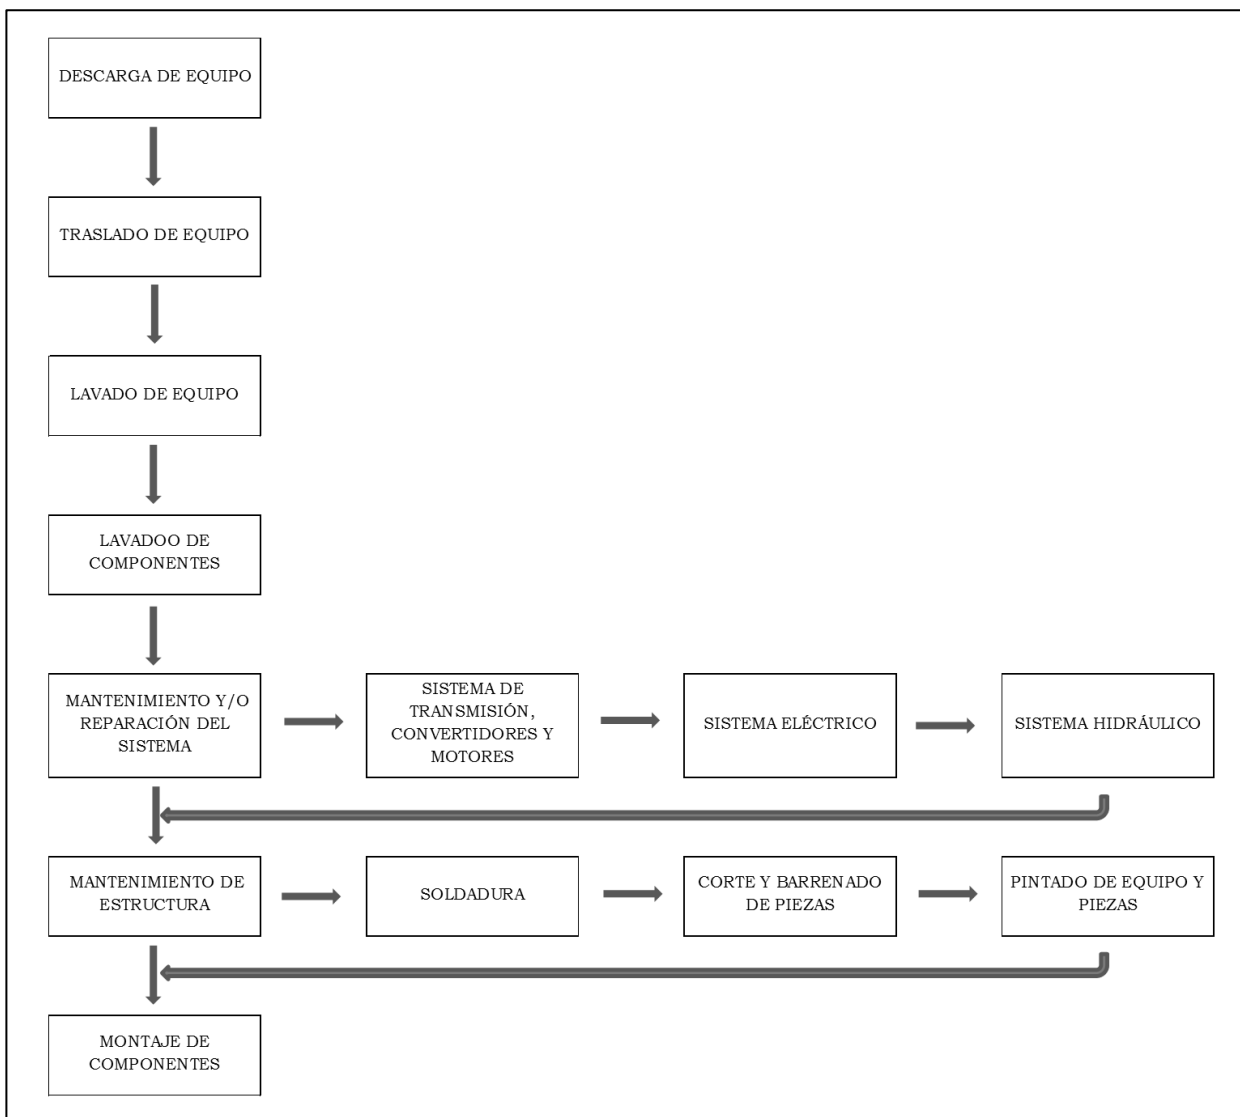 DESCARGA DE EQUIPO
TRASLADO DE EQUIPO
LAVADO DE EQUIPO
LAVADOO DE
COMPONENTES
MANTENIMIENTO Y/O
REPARACIÓN DEL
SISTEMA
SISTEMA DE
TRANSMISIÓN,
CONVERTIDORES Y
MOTORES
SISTEMA ELÉCTRICO
SISTEMA HIDRÁULICO
MANTENIMIENTO DE
ESTRUCTURA
SOLDADURA
CORTE Y BARRENADO
DE PIEZAS
PINTADO DE EQUIPO Y
PIEZAS
MONTAJE DE
COMPONENTES